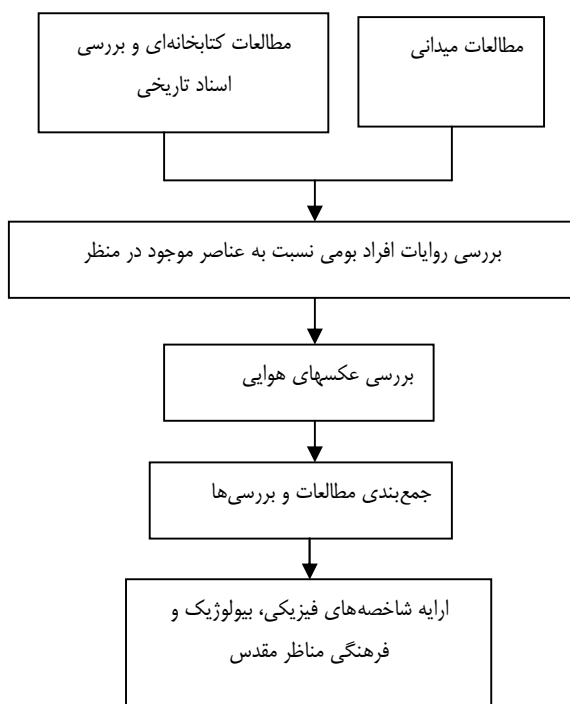 مطالعات میدانی
مطالعات کتابخانه‌ای و بررسی
اسناد تاریخی
بررسی روایات افراد بومی نسبت به عناصر موجود در منظر
بررسی عکسهای هوایی
جمع‌بندی مطالعات و بررسی‌ها
ارایه شاخصه‌های فیزیکی، بیولوژیک و
فرهنگی مناظر مقدس